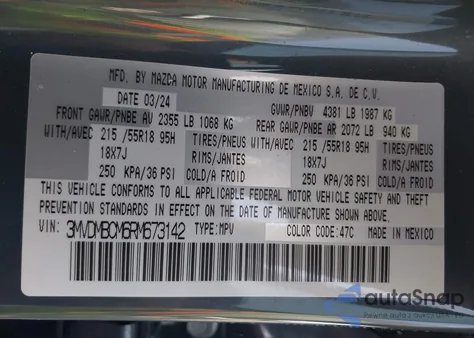 MFD. BY MAZDA MOTOR MANUFACTURING DE MEXICO S.A. DE C.V.
DATE 03/24 GVWR/PNBV 4381 LB 1987 KG
FRONT GAWR/PNBE AV 2355 LB 1068 KG REAR GAWR/PNBE AR 2072 LB 940 KG
WITH/AVEC 215 /55R18 95H TIRES/PNEUS WITH/AVEC 215 /55R18 95H TIRES/PNEUS
18X7J RIMS/JANTES 18X7J RIMS/JANTES
250 KPA/36 PSI COLD/A FROID 250 KPA/36 PSI COLD/A FROID
THIS VEHICLE CONFORMS TO ALL APPLICABLE FEDERAL MOTOR VEHICLE SAFETY AND THEFT
PREVENTION STANDARDS IN EFFECT ON THE DATE OF MANUFACTURE SHOWN ABOVE.
VIN: 3MVDMBCM6RM673142 TYPE:MPV COLOR CODE: 47C MADE IN MEXICO
autoSnap